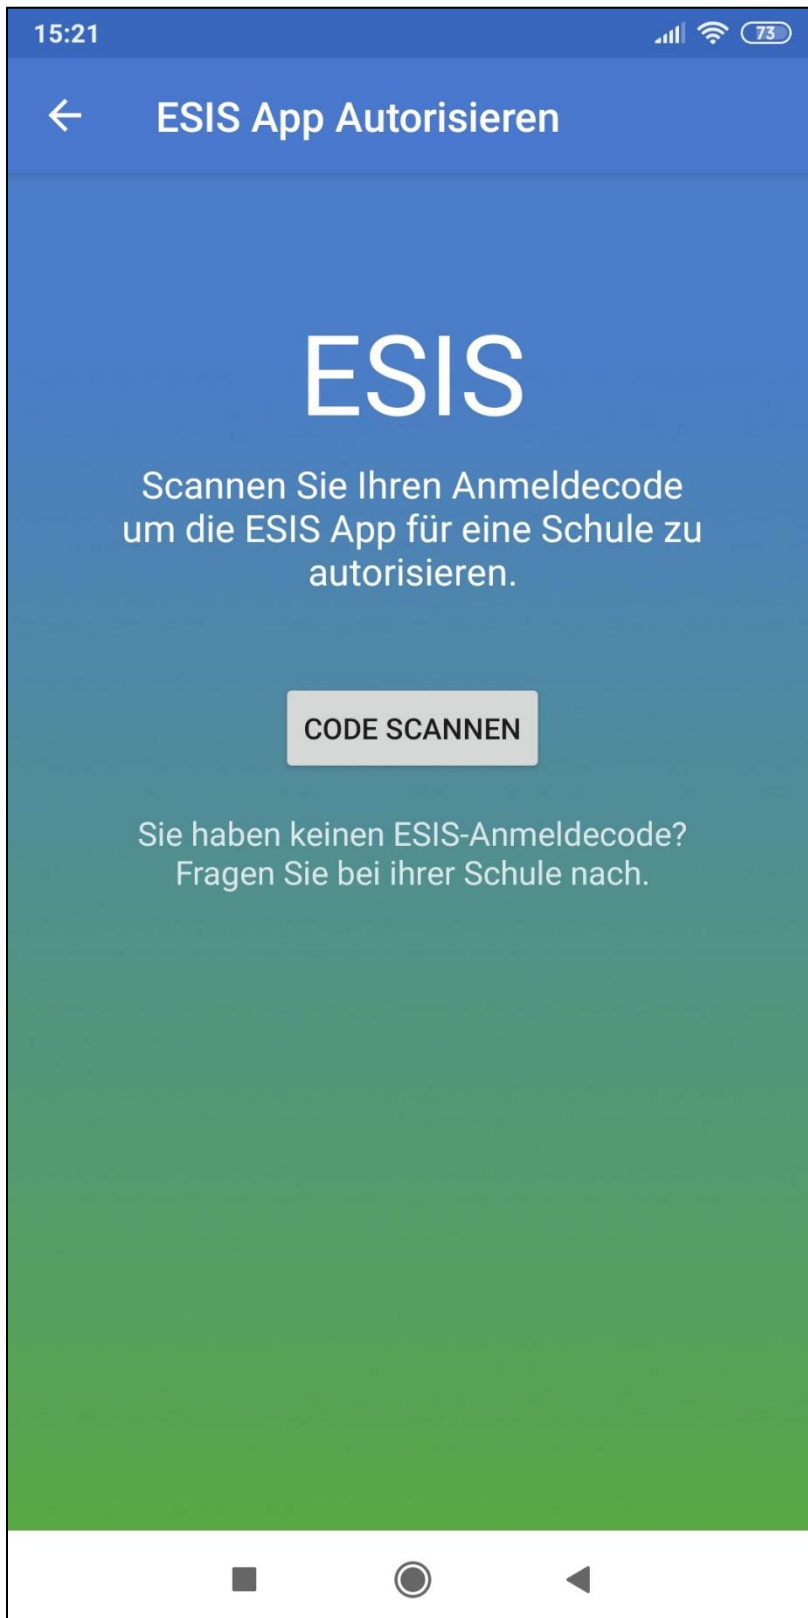 15:21
73
ESIS App Autorisieren
ESIS
Scannen Sie Ihren Anmeldecode
um die ESIS App für eine Schule zu
autorisieren.
CODE SCANNEN
Sie haben keinen ESIS-Anmeldecode?
Fragen Sie bei ihrer Schule nach.